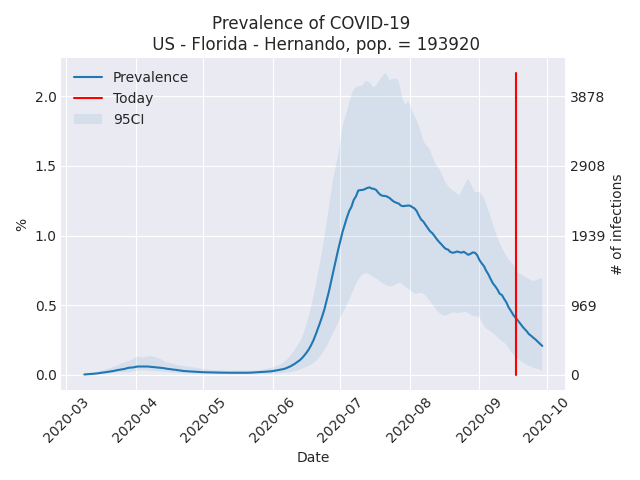 Prevalence of COVID-19
US - Florida - Hernando, pop. = 193920
Prevalence
Today
95CI
2.0
1.5
1.0
0.5
0.0
%
3878
2908
1939
969
0
# of infections
2020-03
2020-04
2020-05
2020-06
2020-07
2020-08
2020-09
2020-10
Date